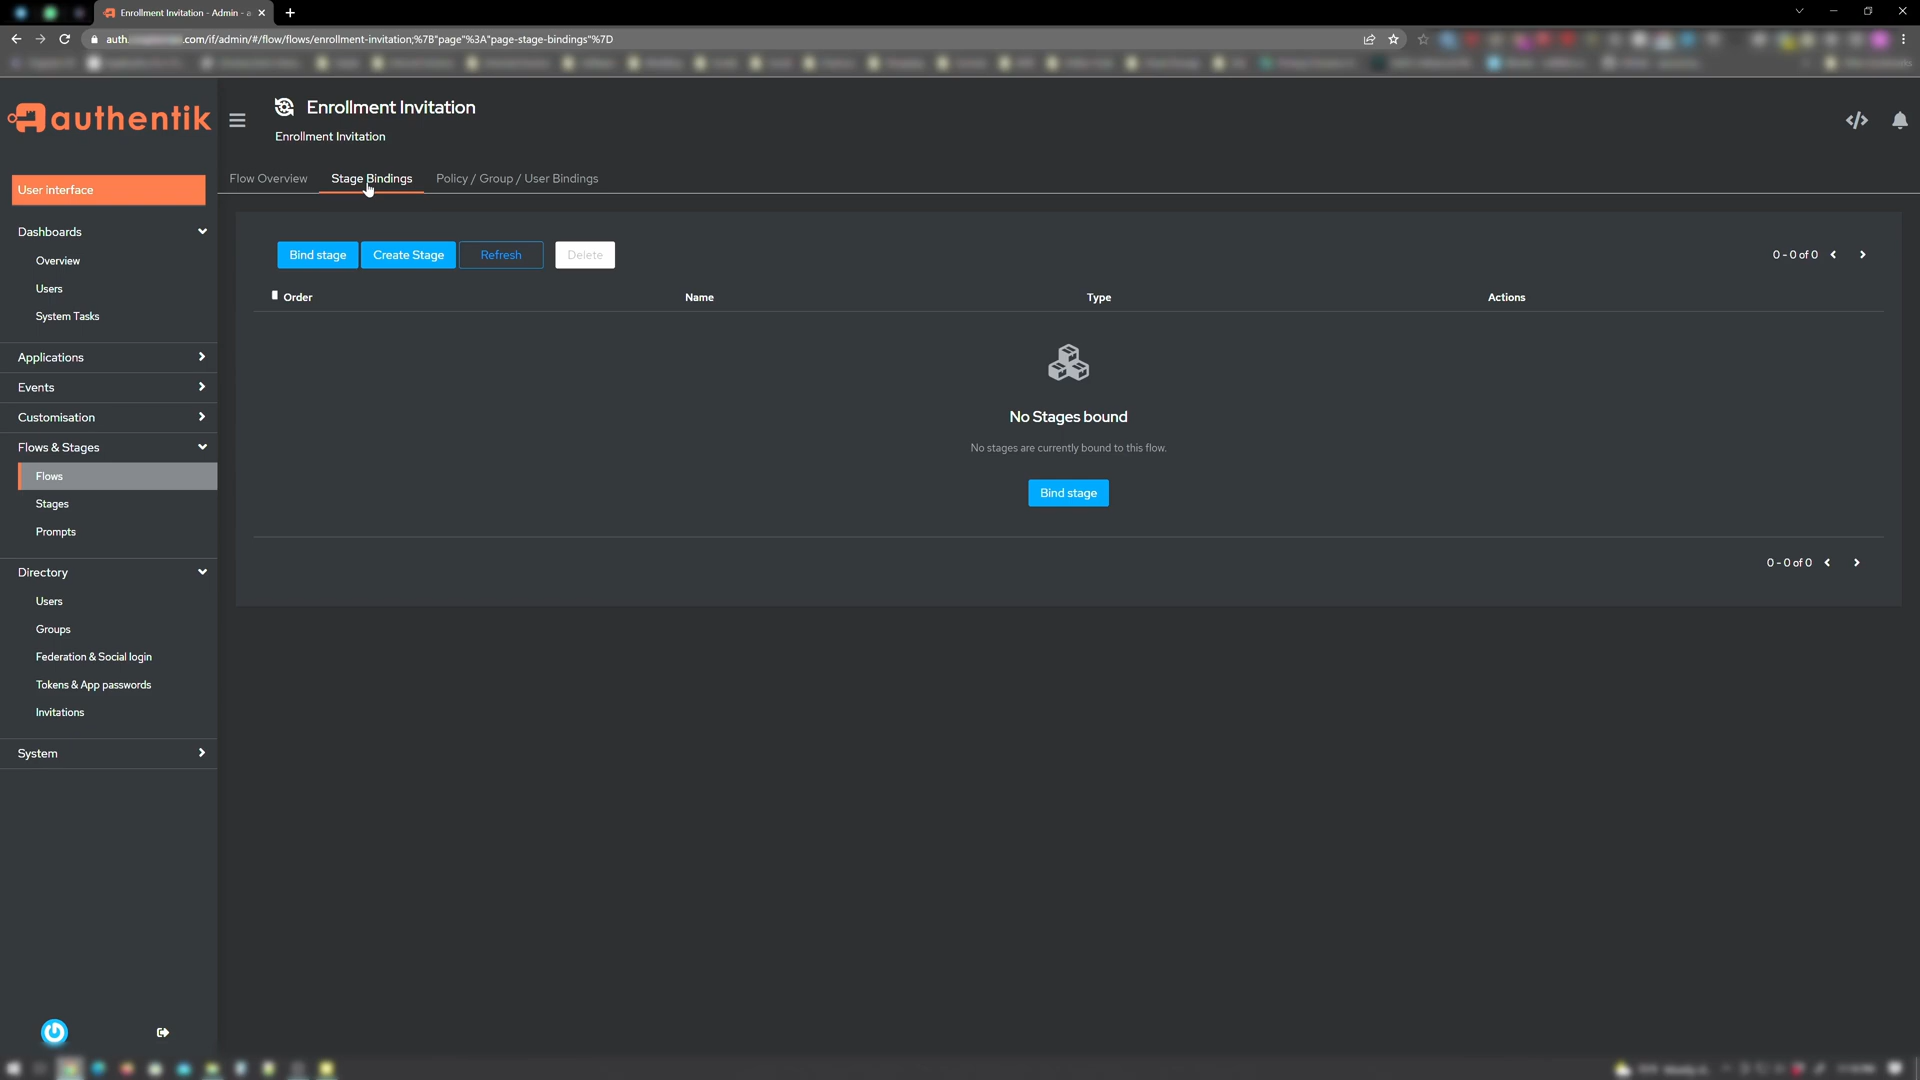 Enrollment Invitation - Admin - a
auth. .com/if/admin/#/flow/flows/enrollment-invitation;%7B"page"%3A"page-stage-bindings"%7D
authentik
Enrollment Invitation
Enrollment Invitation
User interface
Flow Overview
Stage Bindings
Policy / Group / User Bindings
Dashboards
Overview
Users
System Tasks
Applications
Events
Customisation
Flows & Stages
Flows
Stages
Prompts
Directory
Users
Groups
Federation & Social login
Tokens & App passwords
Invitations
System
Bind stage
Create Stage
Refresh
Delete
0 - 0 of 0
Order
Name
Type
Actions
No Stages bound
No stages are currently bound to this flow.
Bind stage
0 - 0 of 0